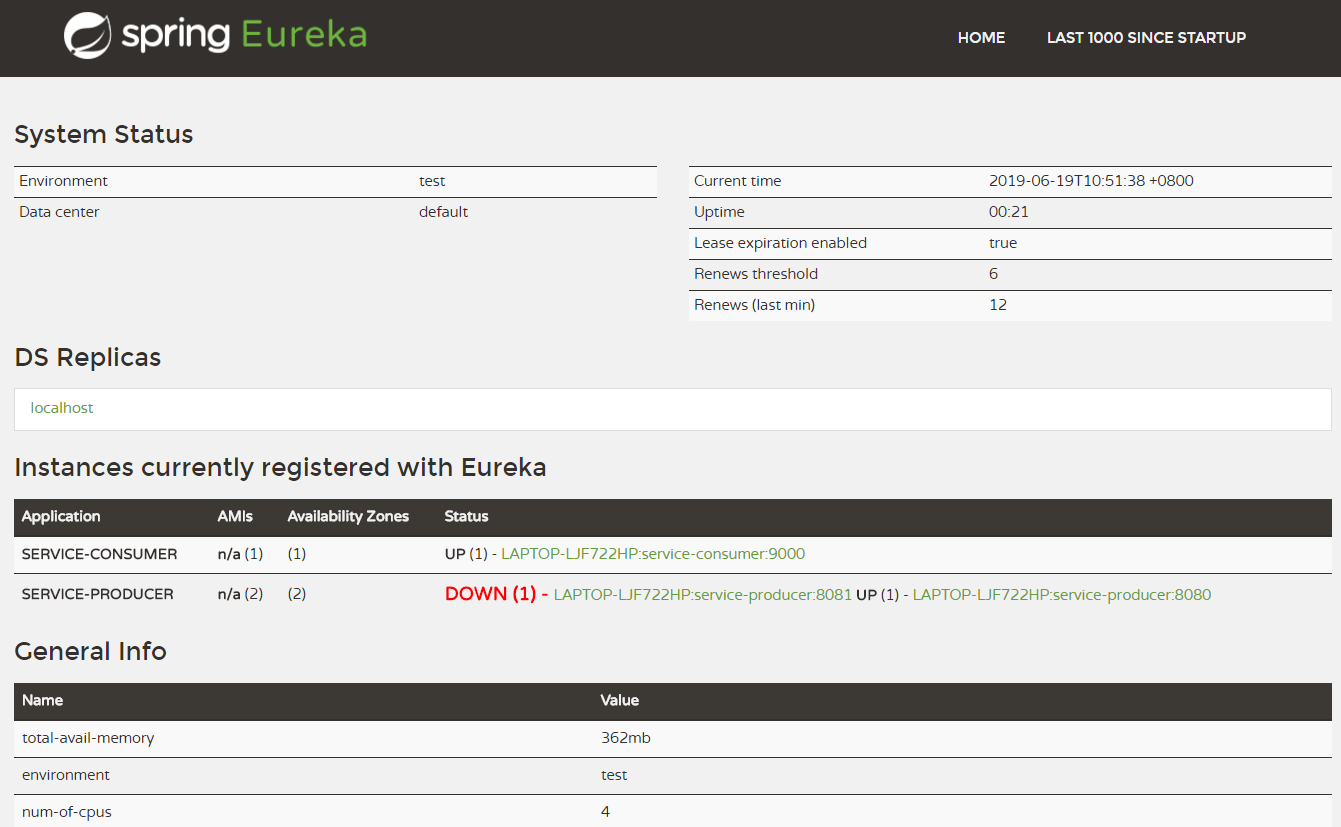 spring Eureka
HOME LAST 1000 SINCE STARTUP
System Status
Environment test
Data center default
Current time 2019-06-19T10:51:38 +0800
Uptime 00:21
Lease expiration enabled true
Renews threshold 6
Renews (last min) 12
DS Replicas
localhost
Instances currently registered with Eureka
Application AMIs Availability Zones Status
SERVICE-CONSUMER n/a (1) (1) UP (1) - LAPTOP-LJF722HP:service-consumer:9000
SERVICE-PRODUCER n/a (2) (2) DOWN (1) - LAPTOP-LJF722HP:service-producer:8081 UP (1) - LAPTOP-LJF722HP:service-producer:8080
General Info
Name Value
total-avail-memory 362mb
environment test
num-of-cpus 4